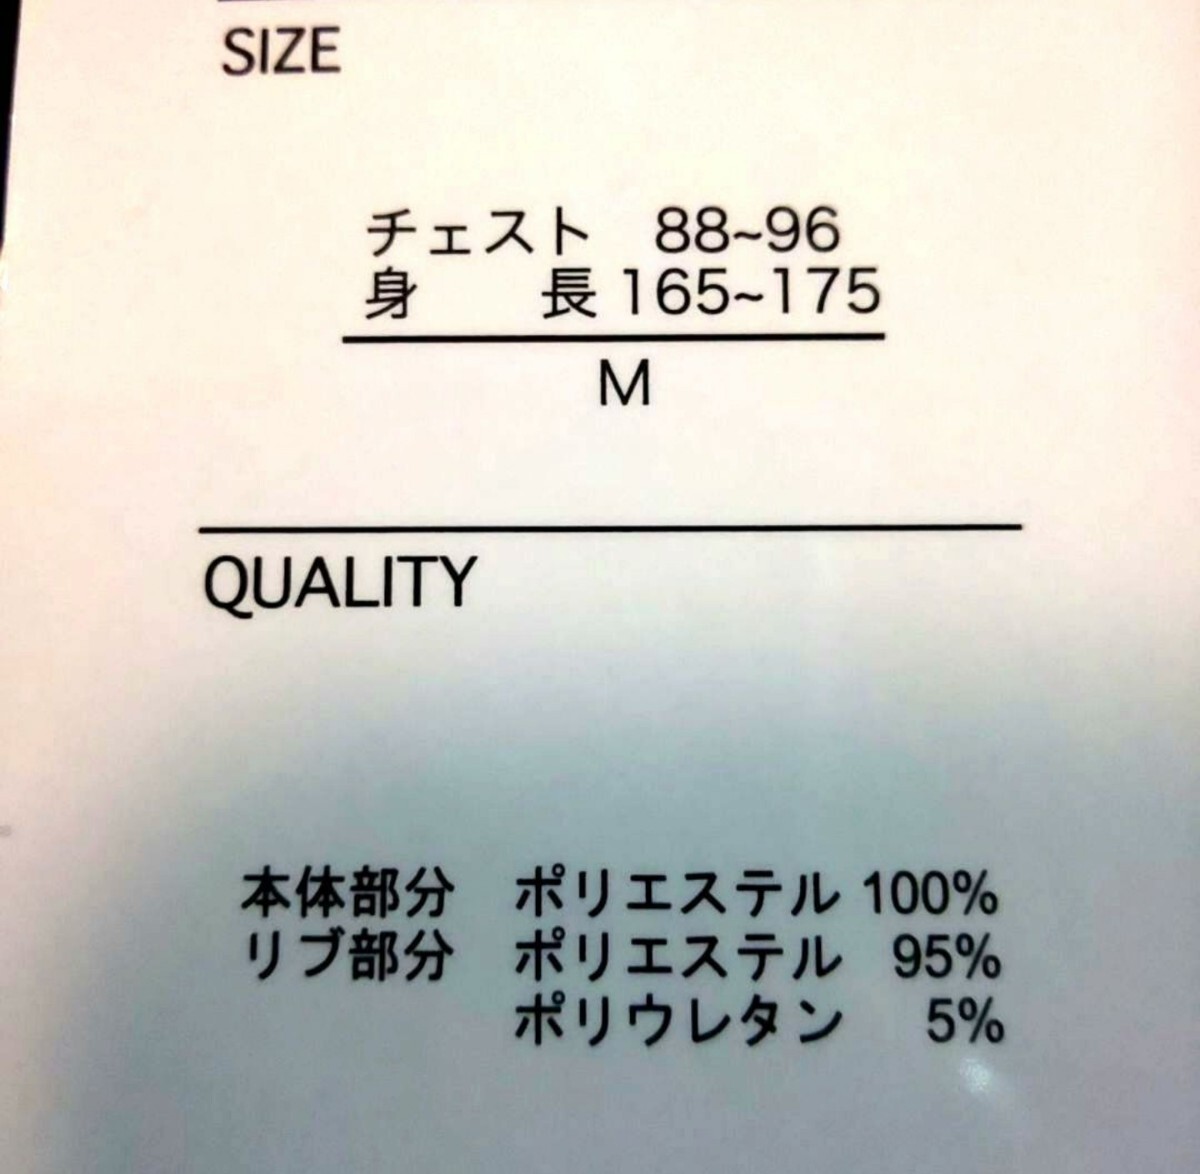 SIZE
チェスト 88~96
身 長 165~175
M
QUALITY
本体部分 ポリエステル 100%
リブ部分 ポリエステル 95%
ポリウレタン 5%